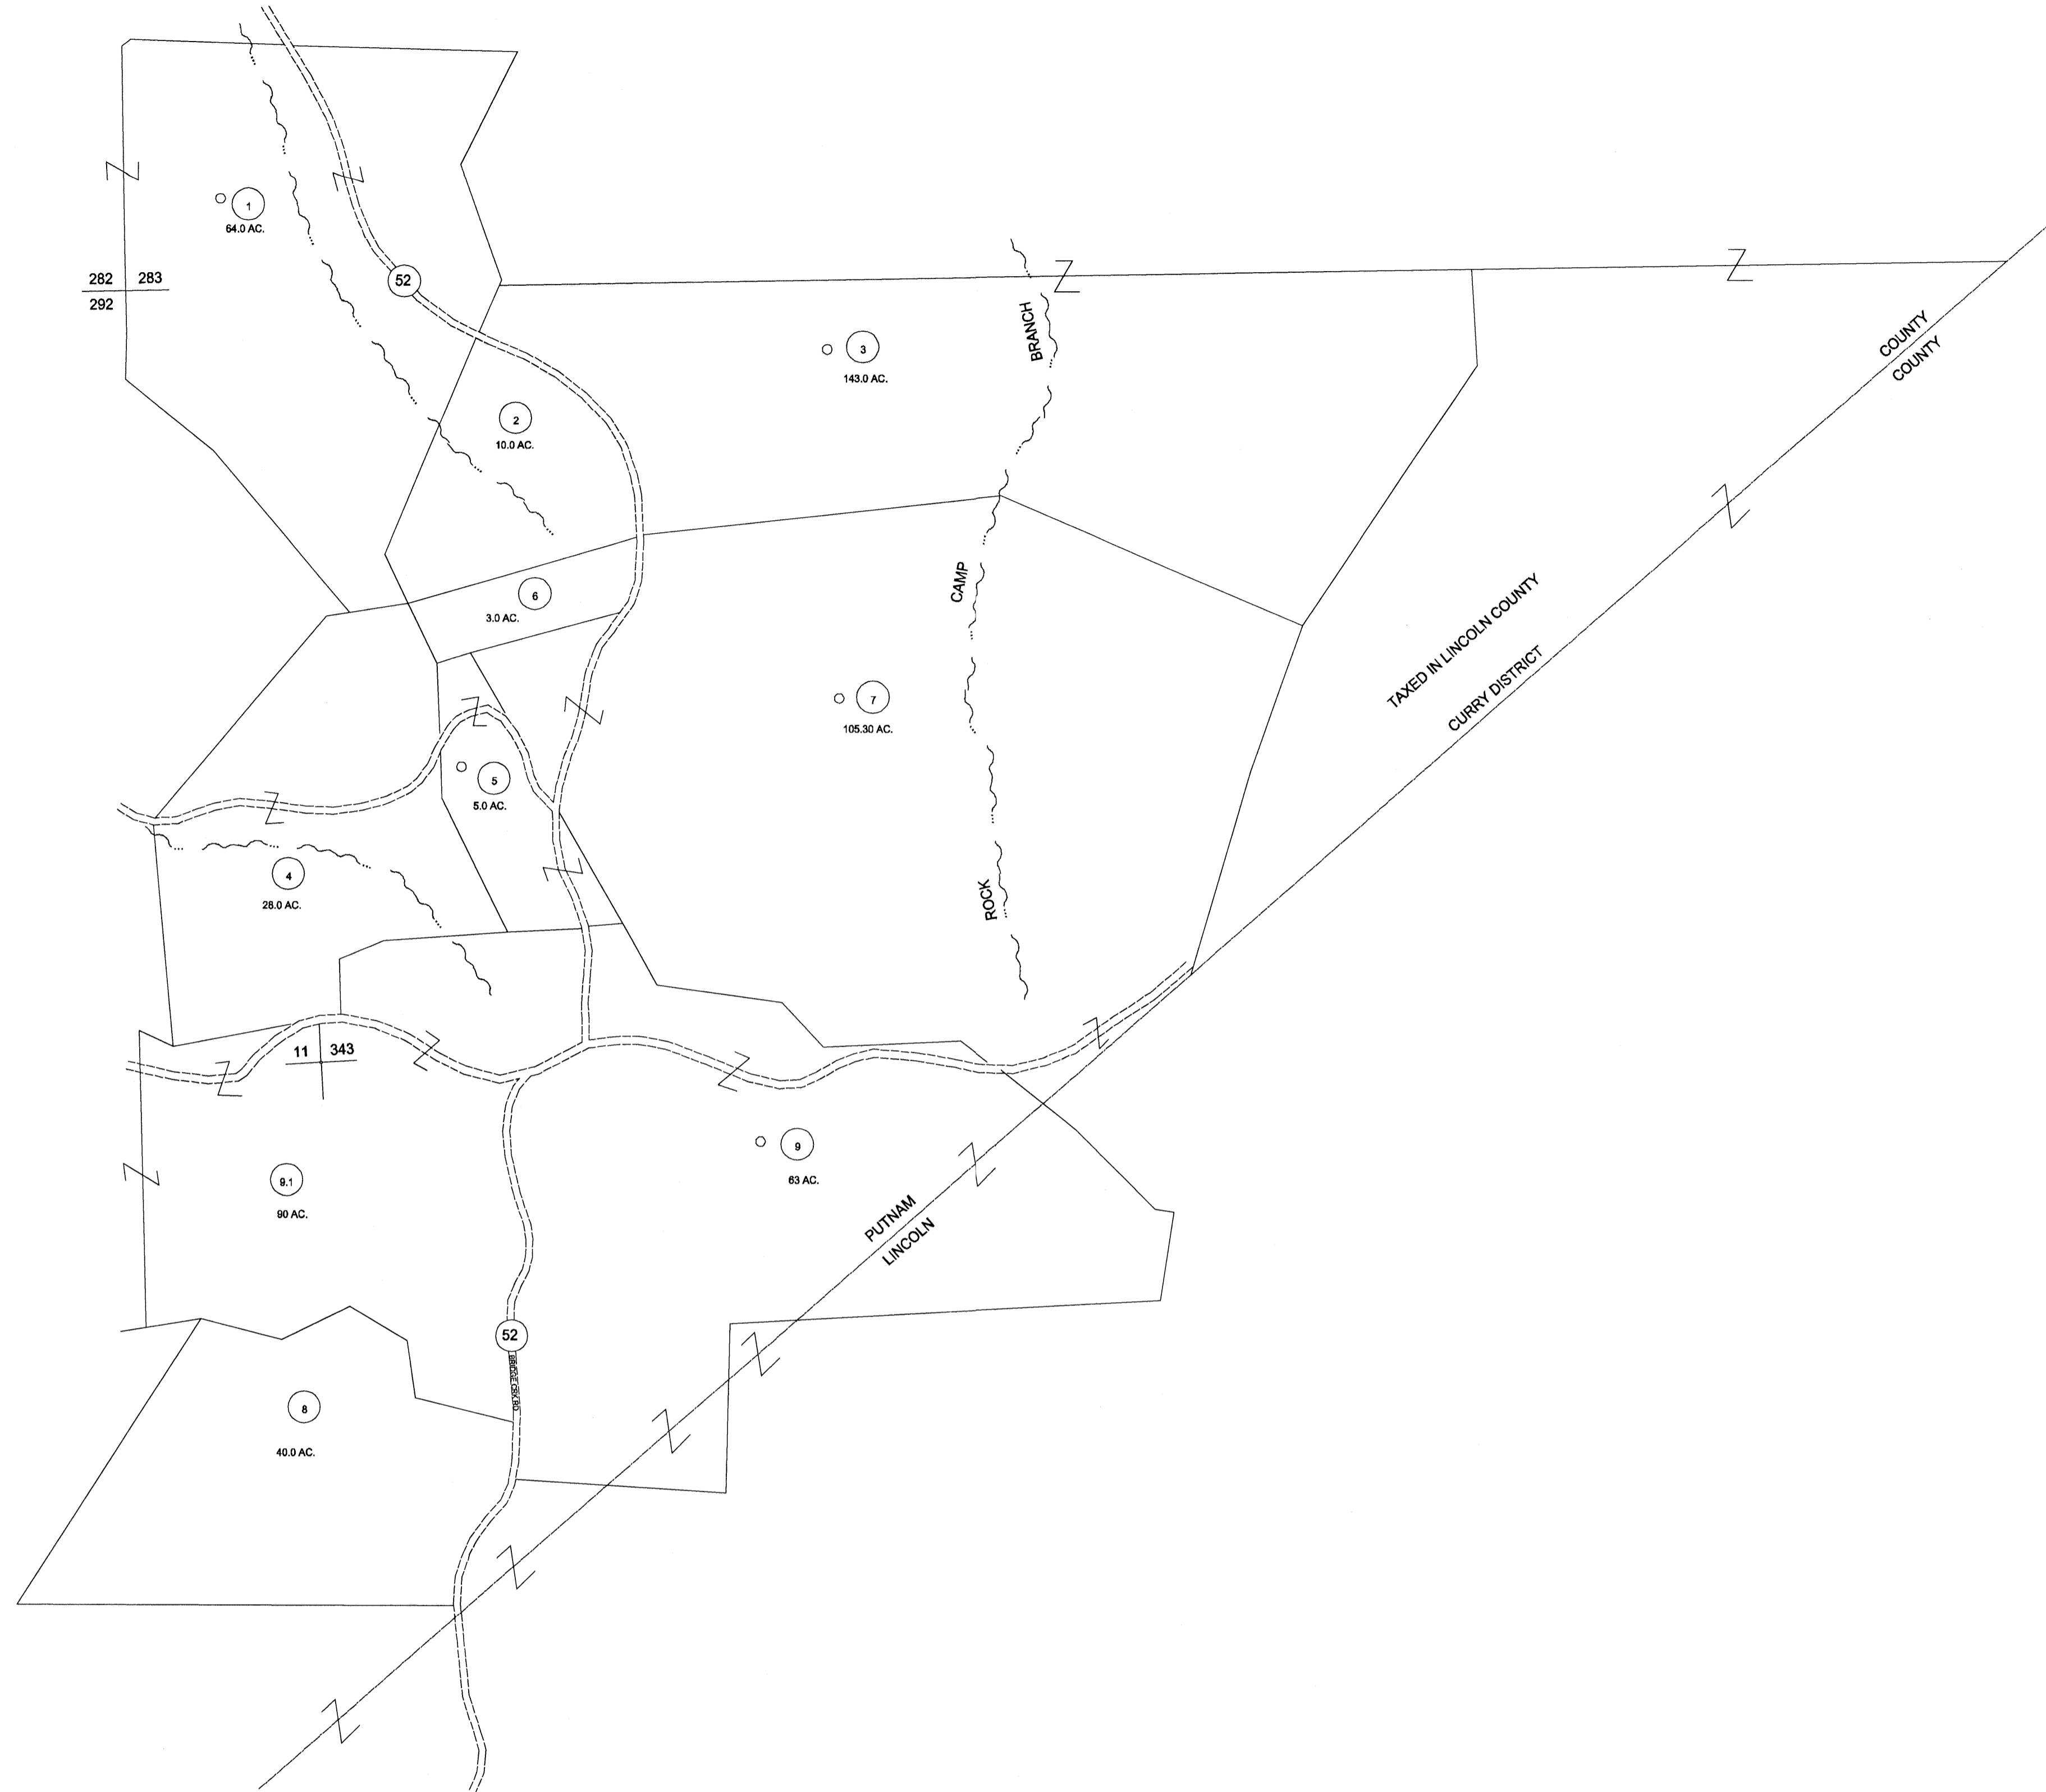 1
64.0 AC.
282 283
292
52
3
143.0 AC.
BRANCH
COUNTY
COUNTY
2
10.0 AC.
6
3.0 AC.
CAMP
TAXED IN LINCOLN COUNTY
CURRY DISTRICT
7
105.30 AC.
5
5.0 AC.
4
28.0 AC.
ROCK
11 343
9
63 AC.
9.1
90 AC.
PUTNAM
LINCOLN
52
BRIDGE CRK RD
8
40.0 AC.